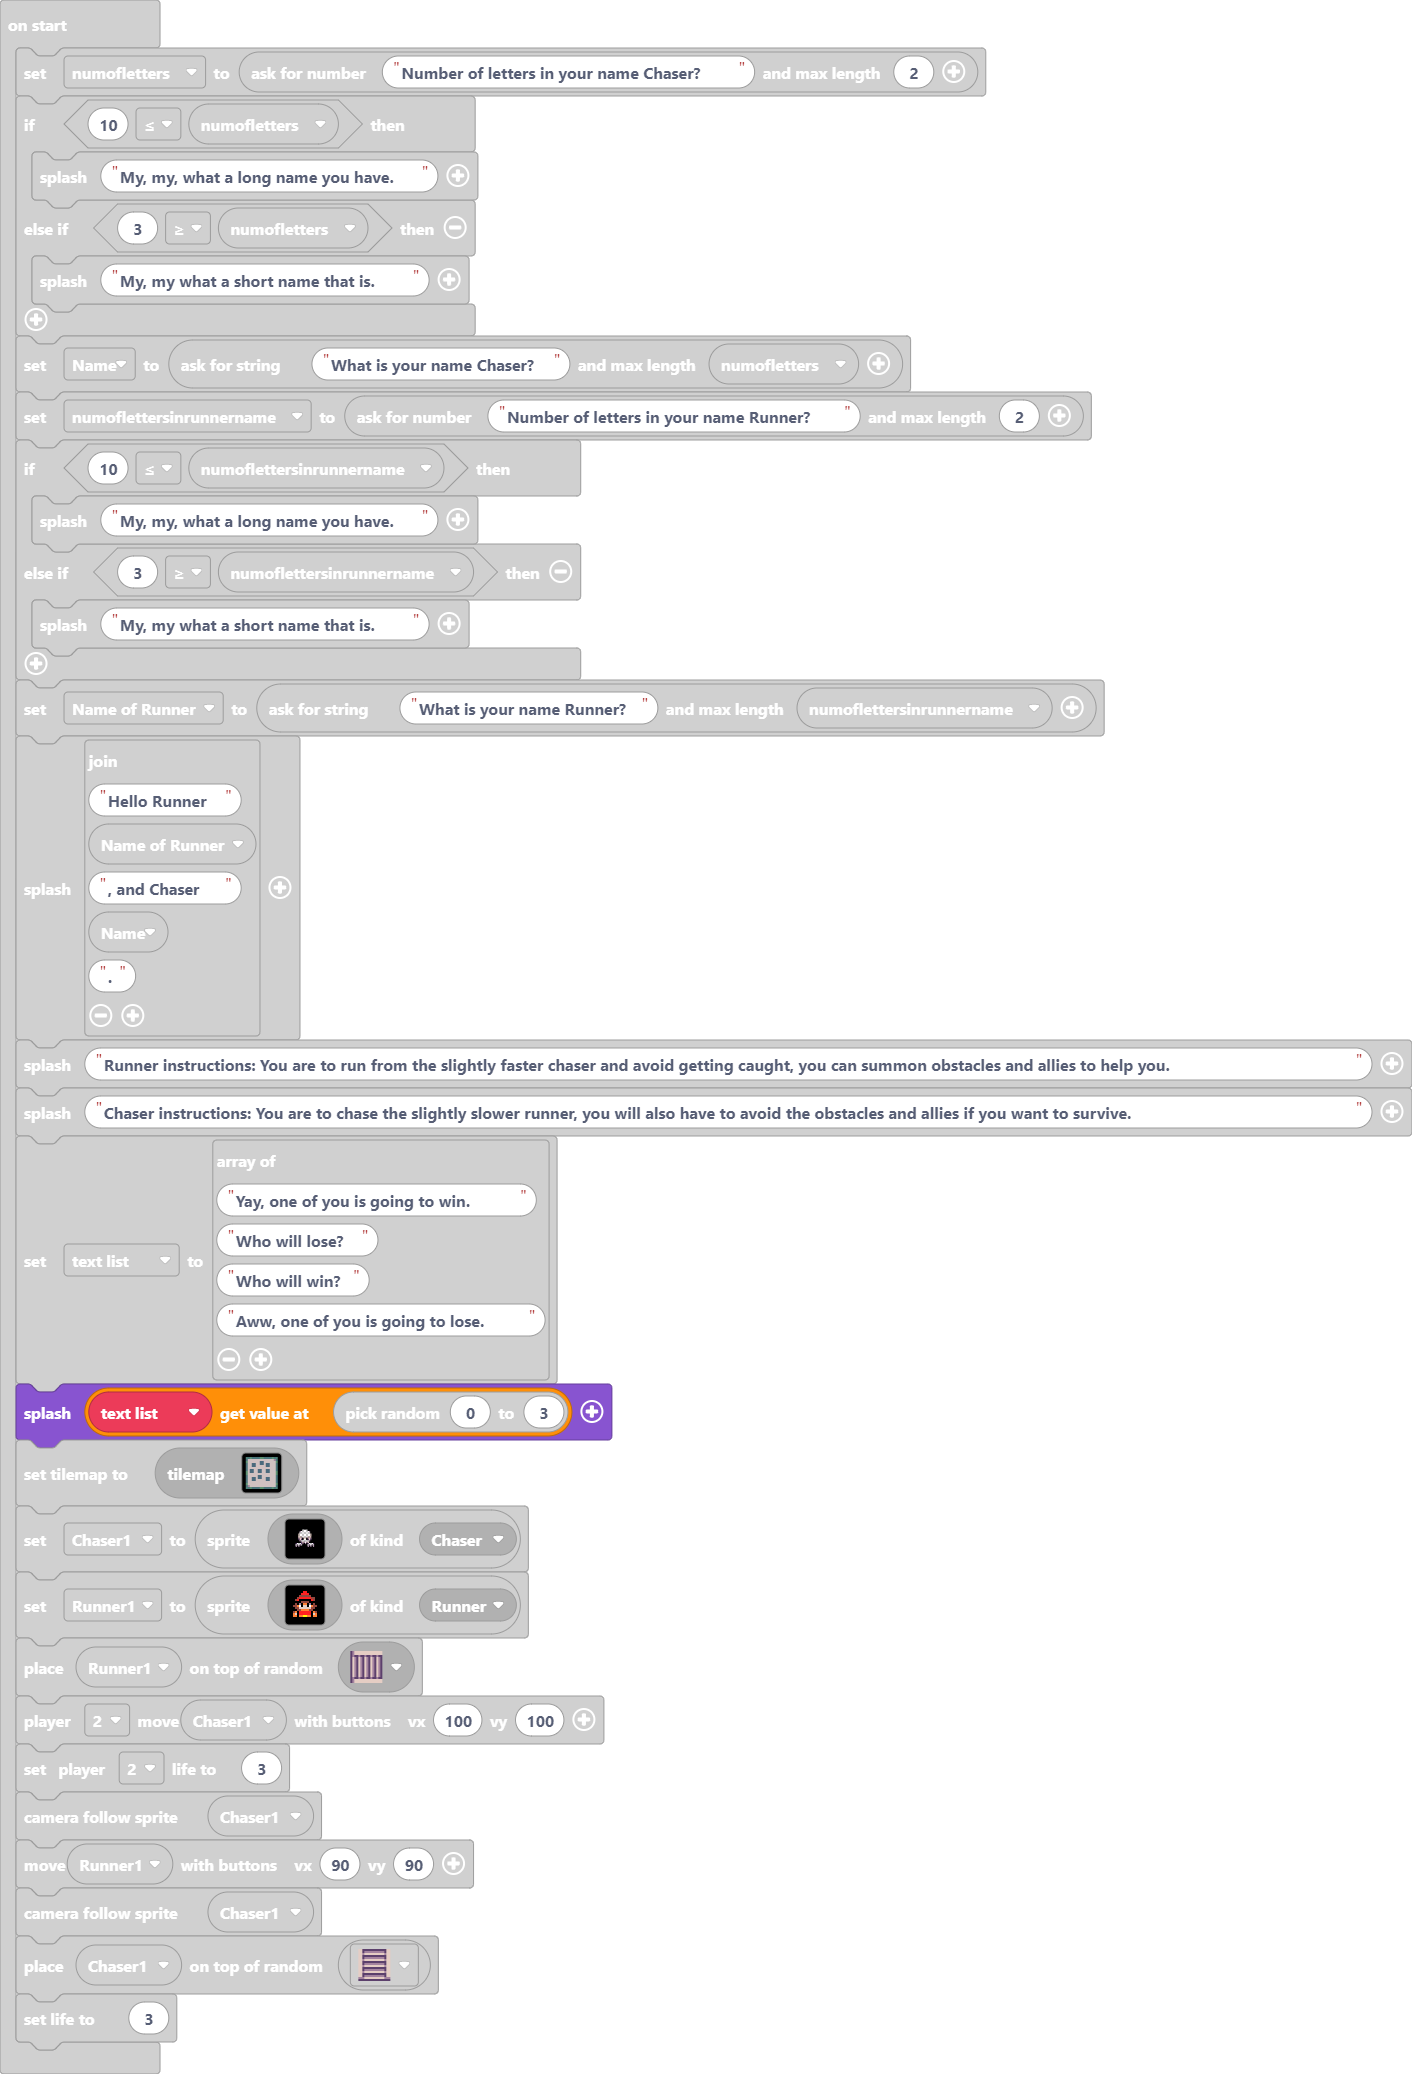 on start
set numofletters to ask for number "Number of letters in your name Chaser?" and max length 2
if 10 ≤ numofletters then
splash "My, my, what a long name you have."
else if 3 ≥ numofletters then
splash "My, my what a short name that is."
set Name to ask for string "What is your name Chaser?" and max length numofletters
set numoflettersinrunnername to ask for number "Number of letters in your name Runner?" and max length 2
if 10 ≤ numoflettersinrunnername then
splash "My, my, what a long name you have."
else if 3 ≥ numoflettersinrunnername then
splash "My, my what a short name that is."
set Name of Runner to ask for string "What is your name Runner?" and max length numoflettersinrunnername
join
"Hello Runner "
Name of Runner
splash ", and Chaser "
Name
". "
splash "Runner instructions: You are to run from the slightly faster chaser and avoid getting caught, you can summon obstacles and allies to help you. "
splash "Chaser instructions: You are to chase the slightly slower runner, you will also have to avoid the obstacles and allies if you want to survive. "
array of
"Yay, one of you is going to win. "
"Who will lose? "
set text list to
"Who will win? "
"Aww, one of you is going to lose. "
splash text list get value at pick random 0 to 3
set tilemap to tilemap
set Chaser1 to sprite of kind Chaser
set Runner1 to sprite of kind Runner
place Runner1 on top of random
player 2 move Chaser1 with buttons vx 100 vy 100
set player 2 life to 3
camera follow sprite Chaser1
move Runner1 with buttons vx 90 vy 90
camera follow sprite Chaser1
place Chaser1 on top of random
set life to 3